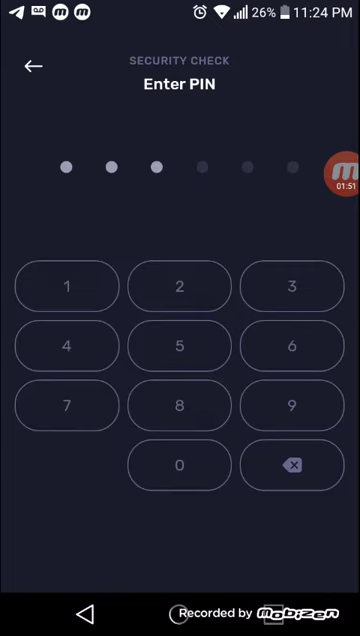 26% 11:24 PM
SECURITY CHECK
Enter PIN
01:51
1 2 3
4 5 6
7 8 9
0
Recorded by mobizen